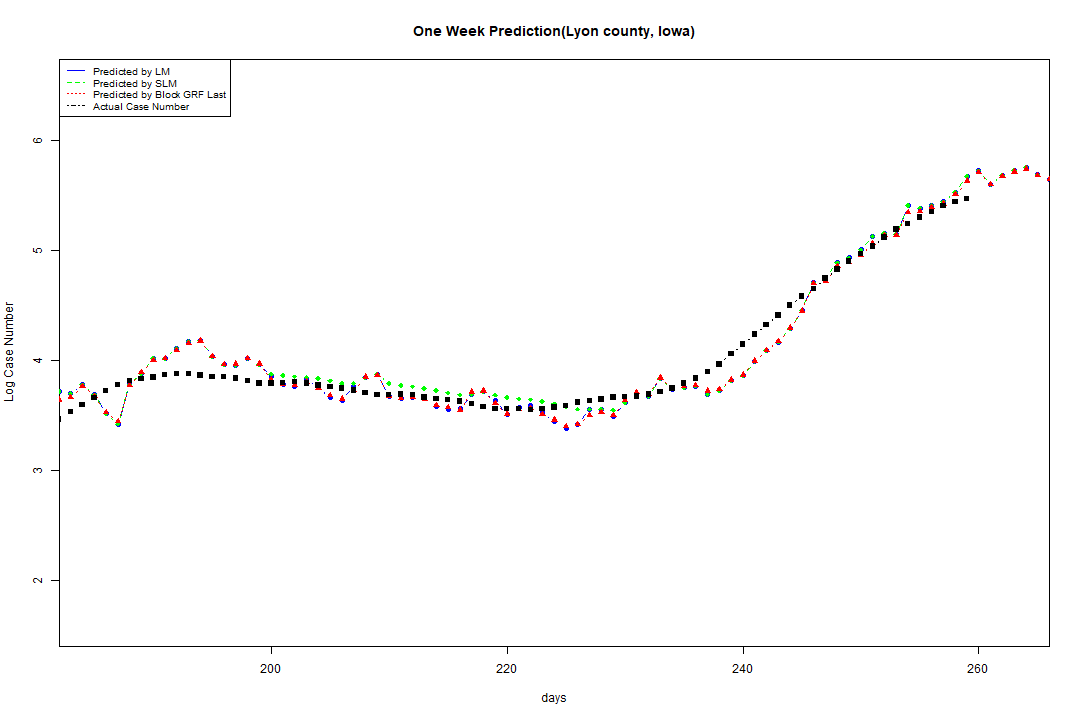 One Week Prediction(Lyon county, Iowa)
Predicted by LM
Predicted by SLM
Predicted by Block GRF Last
Actual Case Number
6
5
4
3
2
Log Case Number
200
220
240
260
days